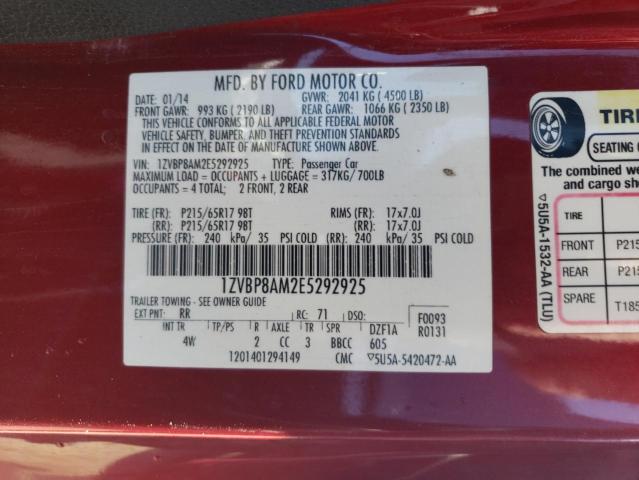 MFD. BY FORD MOTOR CO.
DATE: 01/14 GVWR: 2041 KG ( 4500 LB)
FRONT GAWR: 993 KG ( 2190 LB) REAR GAWR: 1066 KG ( 2350 LB)
THIS VEHICLE CONFORMS TO ALL APPLICABLE FEDERAL MOTOR
VEHICLE SAFETY, BUMPER, AND THEFT PREVENTION STANDARDS
IN EFFECT ON THE DATE OF MANUFACTURE SHOWN ABOVE.
VIN: 1ZVBP8AM2E5292925 TYPE: Passenger Car
MAXIMUM LOAD = OCCUPANTS + LUGGAGE = 317KG/ 700LB
OCCUPANTS = 4 TOTAL; 2 FRONT, 2 REAR
TIRE (FR): P215/65R17 98T RIMS (FR): 17x7.0J
(RR): P215/65R17 98T (RR): 17x7.0J
PRESSURE (FR): 240 kPa/ 35 PSI COLD (RR): 240 kPa/ 35 PSI COLD
1ZVBP8AM2E5292925
TRAILER TOWING - SEE OWNER GUIDE
EXT PNT: RR RC: 71 DSO: F0093
INT TR TP/PS R AXLE TR SPR DZF1A R0131
4W 2 CC 3 BBCC 605
1201401294149 CMC ▽5U5A-5420472-AA
TIRE
SEATING
The combined
and cargo
▽5U5A-1532-AA (TLU)
TIRE
FRONT P215
REAR P215
SPARE T185